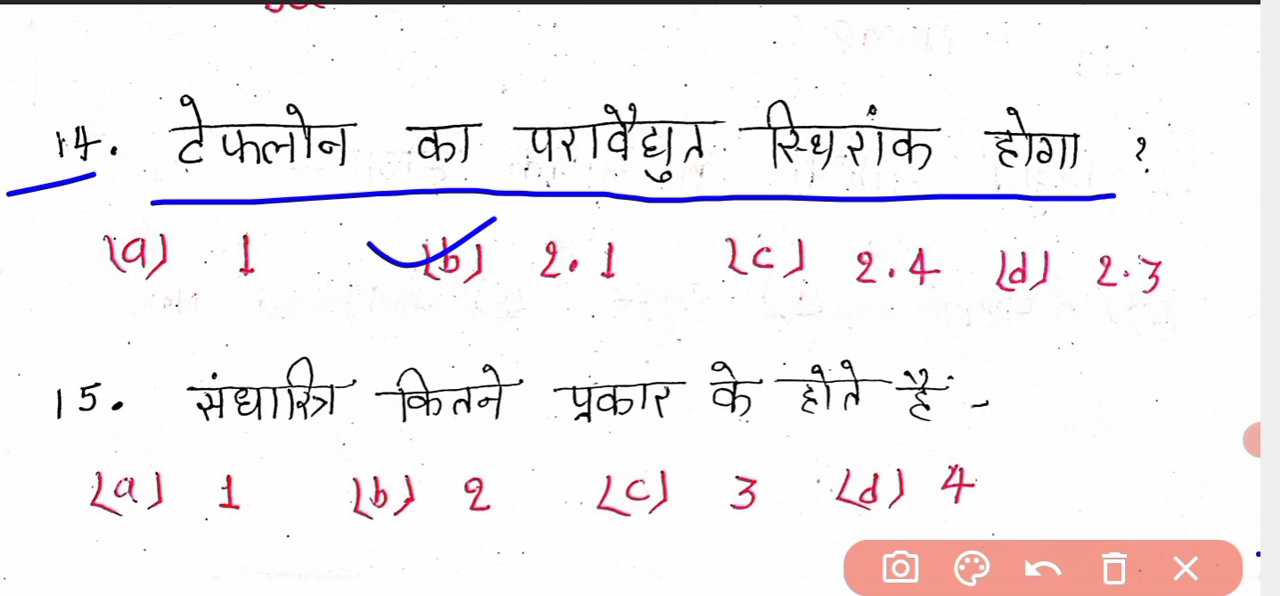 14. टेफलोन का परावैद्युत स्थिरांक होगा ?
(a) 1 (b) 2.1 (c) 2.4 (d) 2.3
15. संधारित्र कितने प्रकार के होते है -
(a) 1 (b) 2 (c) 3 (d) 4